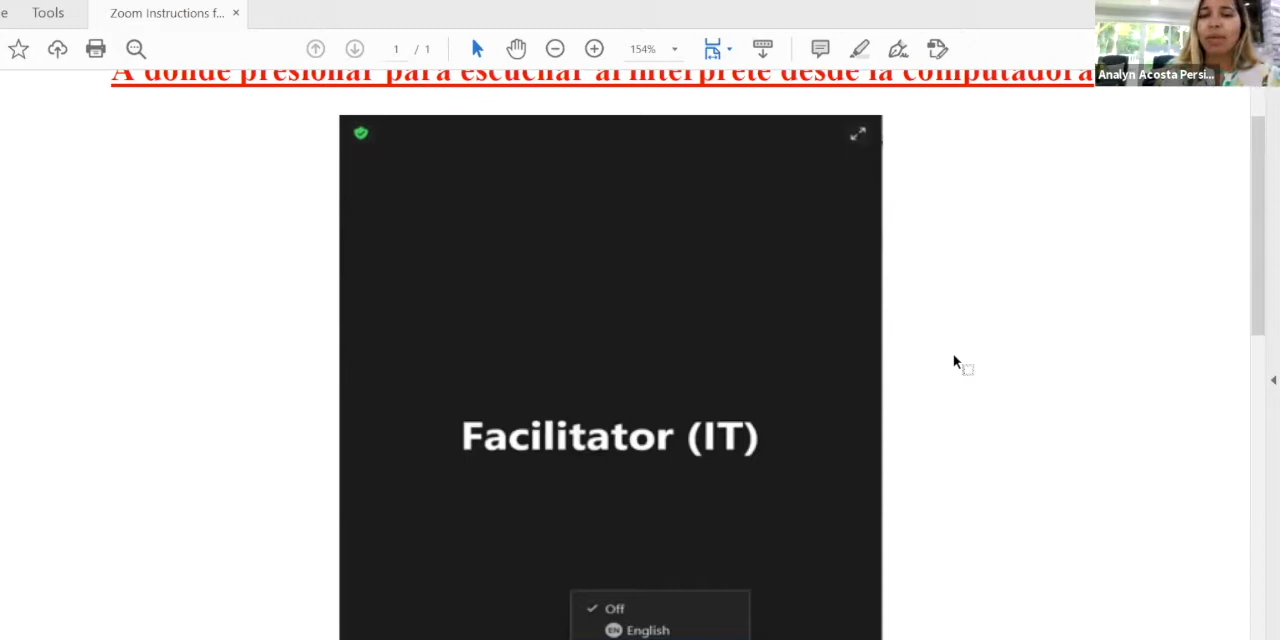 e Tools Zoom Instructions f... ×
1 / 1 154%
A donde presionar para escuchar al interprete desde la computadora
Analyn Acosta Persi...
Facilitator (IT)
Off
EN English